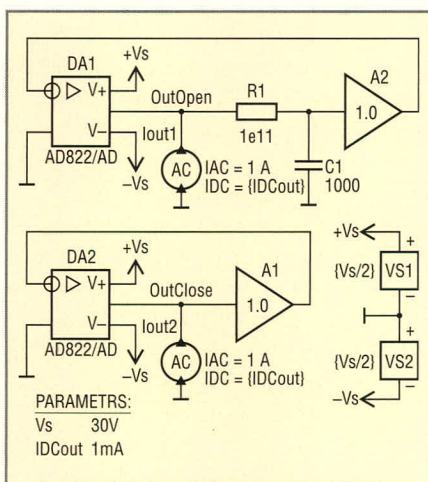 DA1
+Vs
V+
V–
–Vs
AD822/AD
OutOpen
Iout1
AC
IAC = 1 A
IDC = {IDCout}
R1
1e11
C1
1000
A2
1.0
DA2
+Vs
V+
V–
–Vs
AD822/AD
OutClose
Iout2
AC
IAC = 1 A
IDC = {IDCout}
A1
1.0
+Vs
+
{Vs/2}
VS1
–
+
{Vs/2}
VS2
–
–Vs
PARAMETRS:
Vs 30V
IDCout 1mA